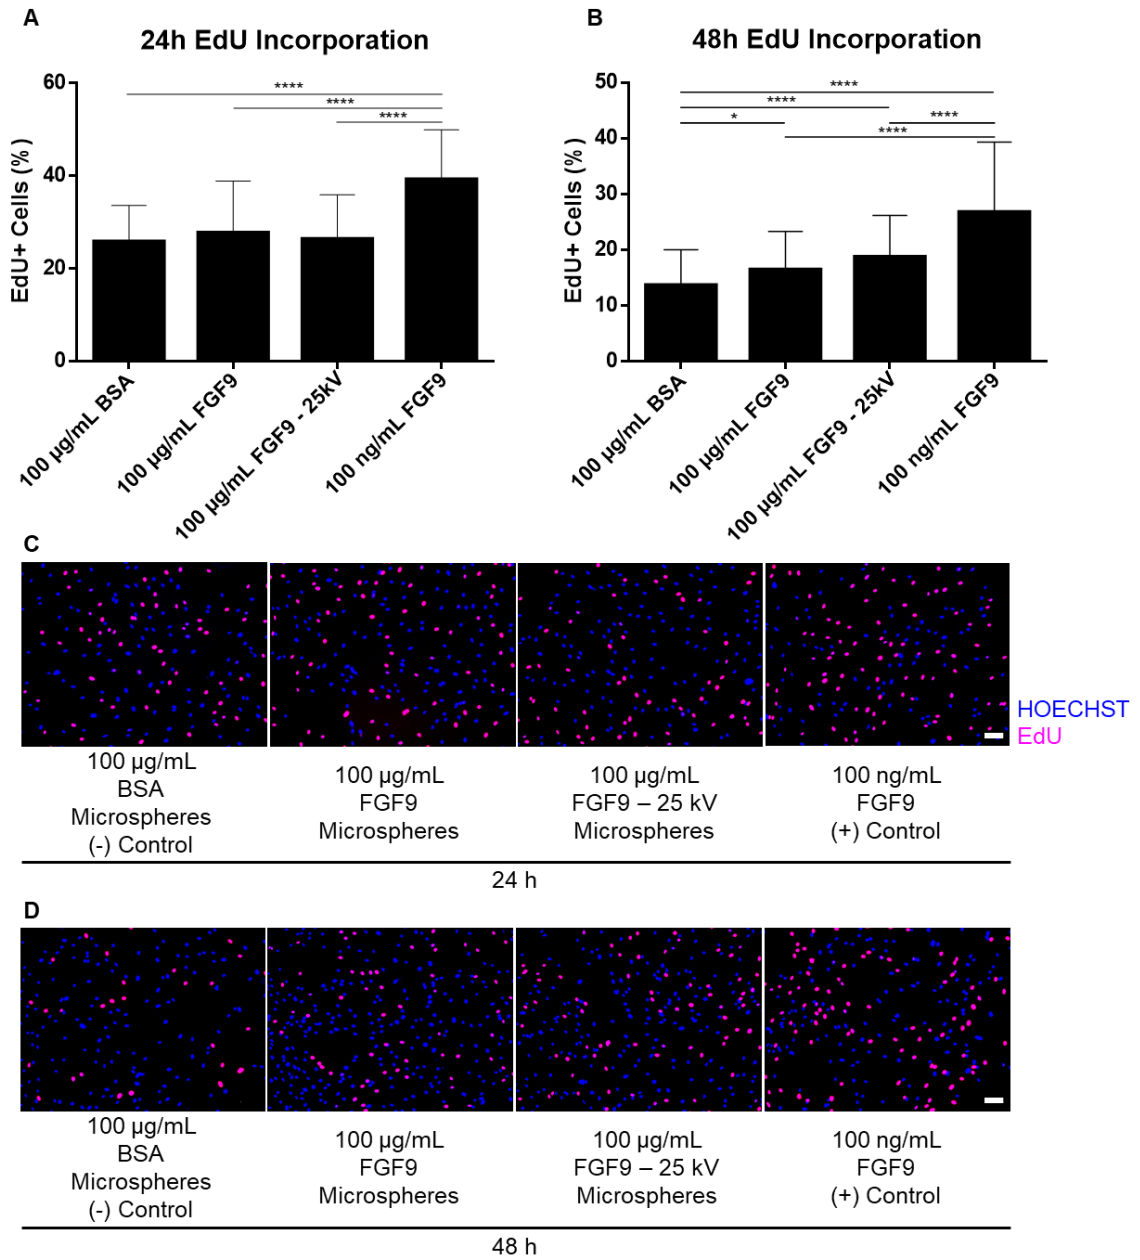 A
24h EdU Incorporation
EdU+ Cells (%)
60
40
20
0
****
****
****
100 µg/mL BSA
100 µg/mL FGF9
100 µg/mL FGF9 - 25kV
100 ng/mL FGF9
B
48h EdU Incorporation
EdU+ Cells (%)
50
40
30
20
10
0
****
****
* ****
****
100 µg/mL BSA
100 µg/mL FGF9
100 µg/mL FGF9 - 25kV
100 ng/mL FGF9
C
HOECHST
EdU
100 µg/mL
BSA
Microspheres
(-) Control
100 µg/mL
FGF9
Microspheres
100 µg/mL
FGF9 – 25 kV
Microspheres
100 ng/mL
FGF9
(+) Control
24 h
D
100 µg/mL
BSA
Microspheres
(-) Control
100 µg/mL
FGF9
Microspheres
100 µg/mL
FGF9 – 25 kV
Microspheres
100 ng/mL
FGF9
(+) Control
48 h